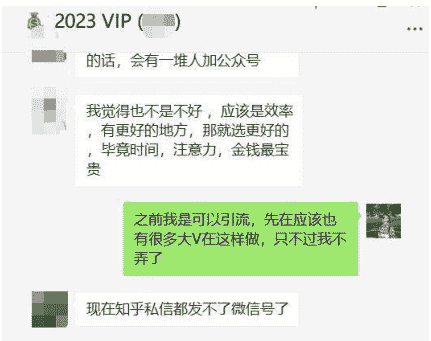 2023 VIP (
)
的话，会有一堆人加公众号
我觉得也不是不好 ，应该是效率
，有更好的地方，那就选更好的
，毕竟时间，注意力，金钱最宝
贵
之前我是可以引流，先在应该也
有很多大V在这样做，只不过我不
弄了
现在知乎私信都发不了微信号了